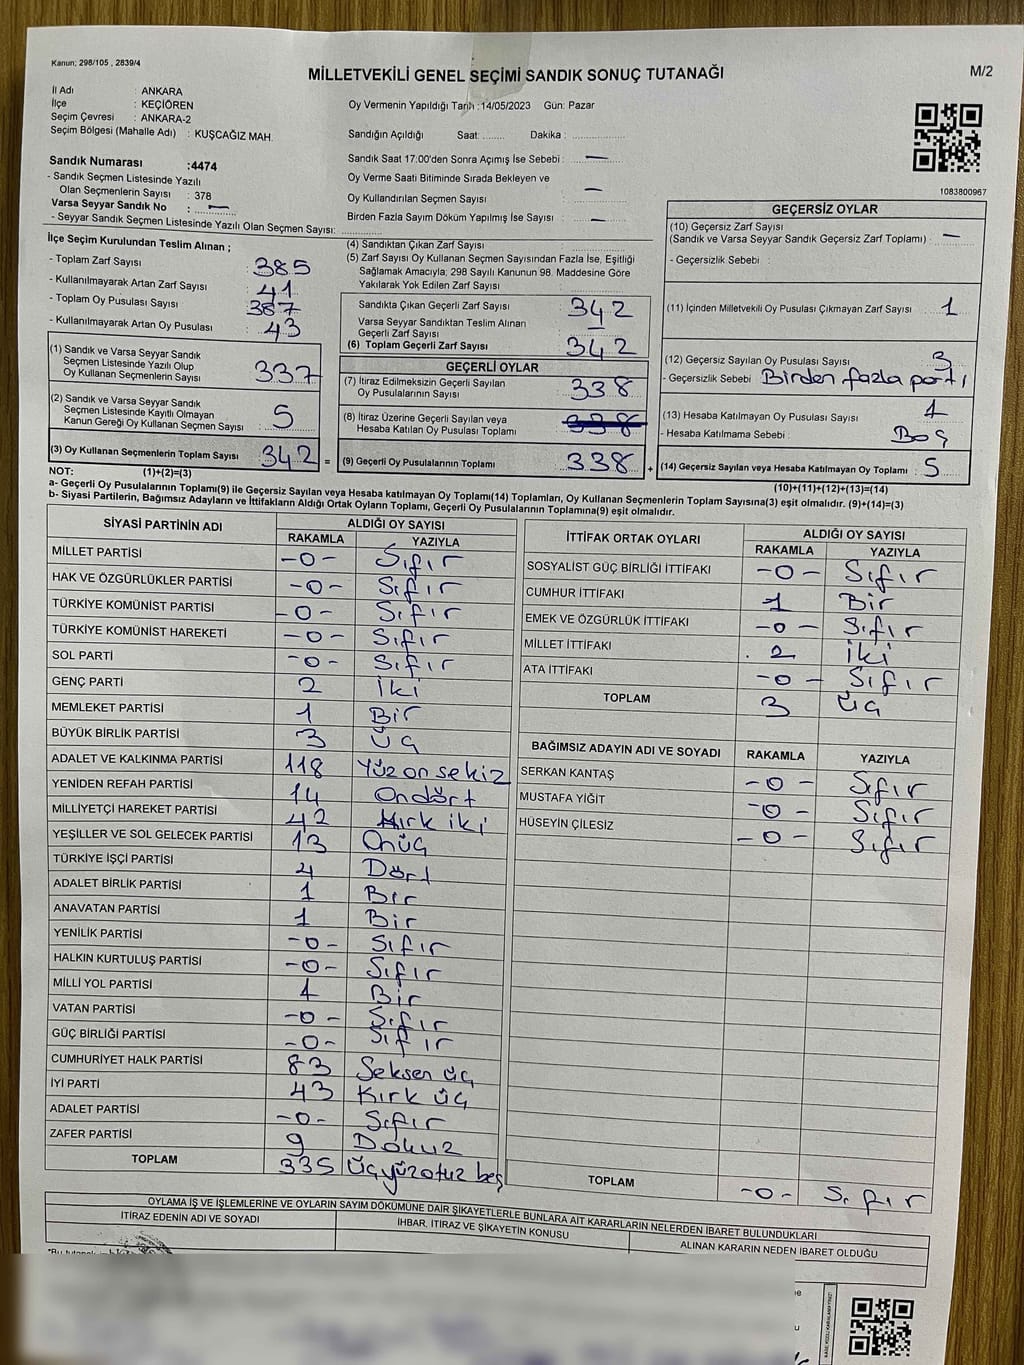 Kanun; 298/105 , 2839/4
MİLLETVEKİLİ GENEL SEÇİMİ SANDIK SONUÇ TUTANAĞI
M/2
İl Adı : ANKARA
İlçe : KEÇİÖREN
Seçim Çevresi : ANKARA-2
Seçim Bölgesi (Mahalle Adı) : KUŞCAĞIZ MAH.
Sandık Numarası :4474
- Sandık Seçmen Listesinde Yazılı
Olan Seçmenlerin Sayısı : 378
Varsa Seyyar Sandık No : —
- Seyyar Sandık Seçmen Listesinde Yazılı Olan Seçmen Sayısı: ..............
Oy Vermenin Yapıldığı Tarih :14/05/2023 Gün: Pazar
Sandığın Açıldığı Saat: ....... Dakika : ..............
Sandık Saat 17:00'den Sonra Açımış İse Sebebi : —
Oy Verme Saati Bitiminde Sırada Bekleyen ve
Oy Kullandırılan Seçmen Sayısı : —
Birden Fazla Sayım Döküm Yapılmış İse Sayısı : —
1083800967
İlçe Seçim Kurulundan Teslim Alınan ;
- Toplam Zarf Sayısı : 385
- Kullanılmayarak Artan Zarf Sayısı : 41
- Toplam Oy Pusulası Sayısı : 387
- Kullanılmayarak Artan Oy Pusulası : 43
(1) Sandık ve Varsa Seyyar Sandık
Seçmen Listesinde Yazılı Olup
Oy Kullanan Seçmenlerin Sayısı : 337
(2) Sandık ve Varsa Seyyar Sandık
Seçmen Listesinde Kayıtlı Olmayan
Kanun Gereği Oy Kullanan Seçmen Sayısı : 5
(3) Oy Kullanan Seçmenlerin Toplam Sayısı : 342 =
(4) Sandıktan Çıkan Zarf Sayısı :
(5) Zarf Sayısı Oy Kullanan Seçmen Sayısından Fazla İse, Eşitliği
Sağlamak Amacıyla; 298 Sayılı Kanunun 98. Maddesine Göre
Yakılarak Yok Edilen Zarf Sayısı :
Sandıkta Çıkan Geçerli Zarf Sayısı : 342
Varsa Seyyar Sandıktan Teslim Alınan
Geçerli Zarf Sayısı : —
(6) Toplam Geçerli Zarf Sayısı : 342
GEÇERLİ OYLAR
(7) İtiraz Edilmeksizin Geçerli Sayılan
Oy Pusulalarının Sayısı : 338
(8) İtiraz Üzerine Geçerli Sayılan veya
Hesaba Katılan Oy Pusulası Toplamı : 338
(9) Geçerli Oy Pusulalarının Toplamı : 338 +
GEÇERSİZ OYLAR
(10) Geçersiz Zarf Sayısı
(Sandık ve Varsa Seyyar Sandık Geçersiz Zarf Toplamı) : —
- Geçersizlik Sebebi :
(11) İçinden Milletvekili Oy Pusulası Çıkmayan Zarf Sayısı : 1
(12) Geçersiz Sayılan Oy Pusulası Sayısı : 3
- Geçersizlik Sebebi : Birden fazla parti
(13) Hesaba Katılmayan Oy Pusulası Sayısı : 1
- Hesaba Katılmama Sebebi : Boş
(14) Geçersiz Sayılan veya Hesaba Katılmayan Oy Toplamı : 5
NOT: (1)+(2)=(3)
(10)+(11)+(12)+(13)=(14)
a- Geçerli Oy Pusulalarının Toplamı(9) ile Geçersiz Sayılan veya Hesaba katılmayan Oy Toplamı(14) Toplamları, Oy Kullanan Seçmenlerin Toplam Sayısına(3) eşit olmalıdır. (9)+(14)=(3)
b- Siyasi Partilerin, Bağımsız Adayların ve İttifakların Aldığı Ortak Oyların Toplamı, Geçerli Oy Pusulalarının Toplamına(9) eşit olmalıdır.
SİYASİ PARTİNİN ADI ALDIĞI OY SAYISI
RAKAMLA YAZIYLA
MİLLET PARTİSİ -0- Sıfır
HAK VE ÖZGÜRLÜKLER PARTİSİ -0- Sıfır
TÜRKİYE KOMÜNİST PARTİSİ -0- Sıfır
TÜRKİYE KOMÜNİST HAREKETİ -0- Sıfır
SOL PARTİ -0- Sıfır
GENÇ PARTİ 2 İki
MEMLEKET PARTİSİ 1 Bir
BÜYÜK BİRLİK PARTİSİ 3 Üç
ADALET VE KALKINMA PARTİSİ 118 Yüzonsekiz
YENİDEN REFAH PARTİSİ 14 Ondört
MİLLİYETÇİ HAREKET PARTİSİ 42 Kırk iki
YEŞİLLER VE SOL GELECEK PARTİSİ 13 Onüç
TÜRKİYE İŞÇİ PARTİSİ 4 Dört
ADALET BİRLİK PARTİSİ 1 Bir
ANAVATAN PARTİSİ 1 Bir
YENİLİK PARTİSİ -0- Sıfır
HALKIN KURTULUŞ PARTİSİ -0- Sıfır
MİLLİ YOL PARTİSİ 1 Bir
VATAN PARTİSİ -0- Sıfır
GÜÇ BİRLİĞİ PARTİSİ -0- Sıfır
CUMHURİYET HALK PARTİSİ 83 Seksen üç
İYİ PARTİ 43 Kırk üç
ADALET PARTİSİ -0- Sıfır
ZAFER PARTİSİ 9 Dokuz
TOPLAM 335 Üçyüzotuz beş
İTTİFAK ORTAK OYLARI ALDIĞI OY SAYISI
RAKAMLA YAZIYLA
SOSYALİST GÜÇ BİRLİĞİ İTTİFAKI -0- Sıfır
CUMHUR İTTİFAKI 1 Bir
EMEK VE ÖZGÜRLÜK İTTİFAKI -0- Sıfır
MİLLET İTTİFAKI 2 İki
ATA İTTİFAKI -0- Sıfır
TOPLAM 3 Üç
BAĞIMSIZ ADAYIN ADI VE SOYADI RAKAMLA YAZIYLA
SERKAN KANTAŞ -0- Sıfır
MUSTAFA YİĞİT -0- Sıfır
HÜSEYİN ÇİLESİZ -0- Sıfır
TOPLAM -0- Sıfır
OYLAMA İŞ VE İŞLEMLERİNE VE OYLARIN SAYIM DÖKÜMÜNE DAİR ŞİKAYETLERLE BUNLARA AİT KARARLARIN NELERDEN İBARET BULUNDUKLARI
İTİRAZ EDENİN ADI VE SOYADI İHBAR, İTİRAZ VE ŞİKAYETİN KONUSU ALINAN KARARIN NEDEN İBARET OLDUĞU